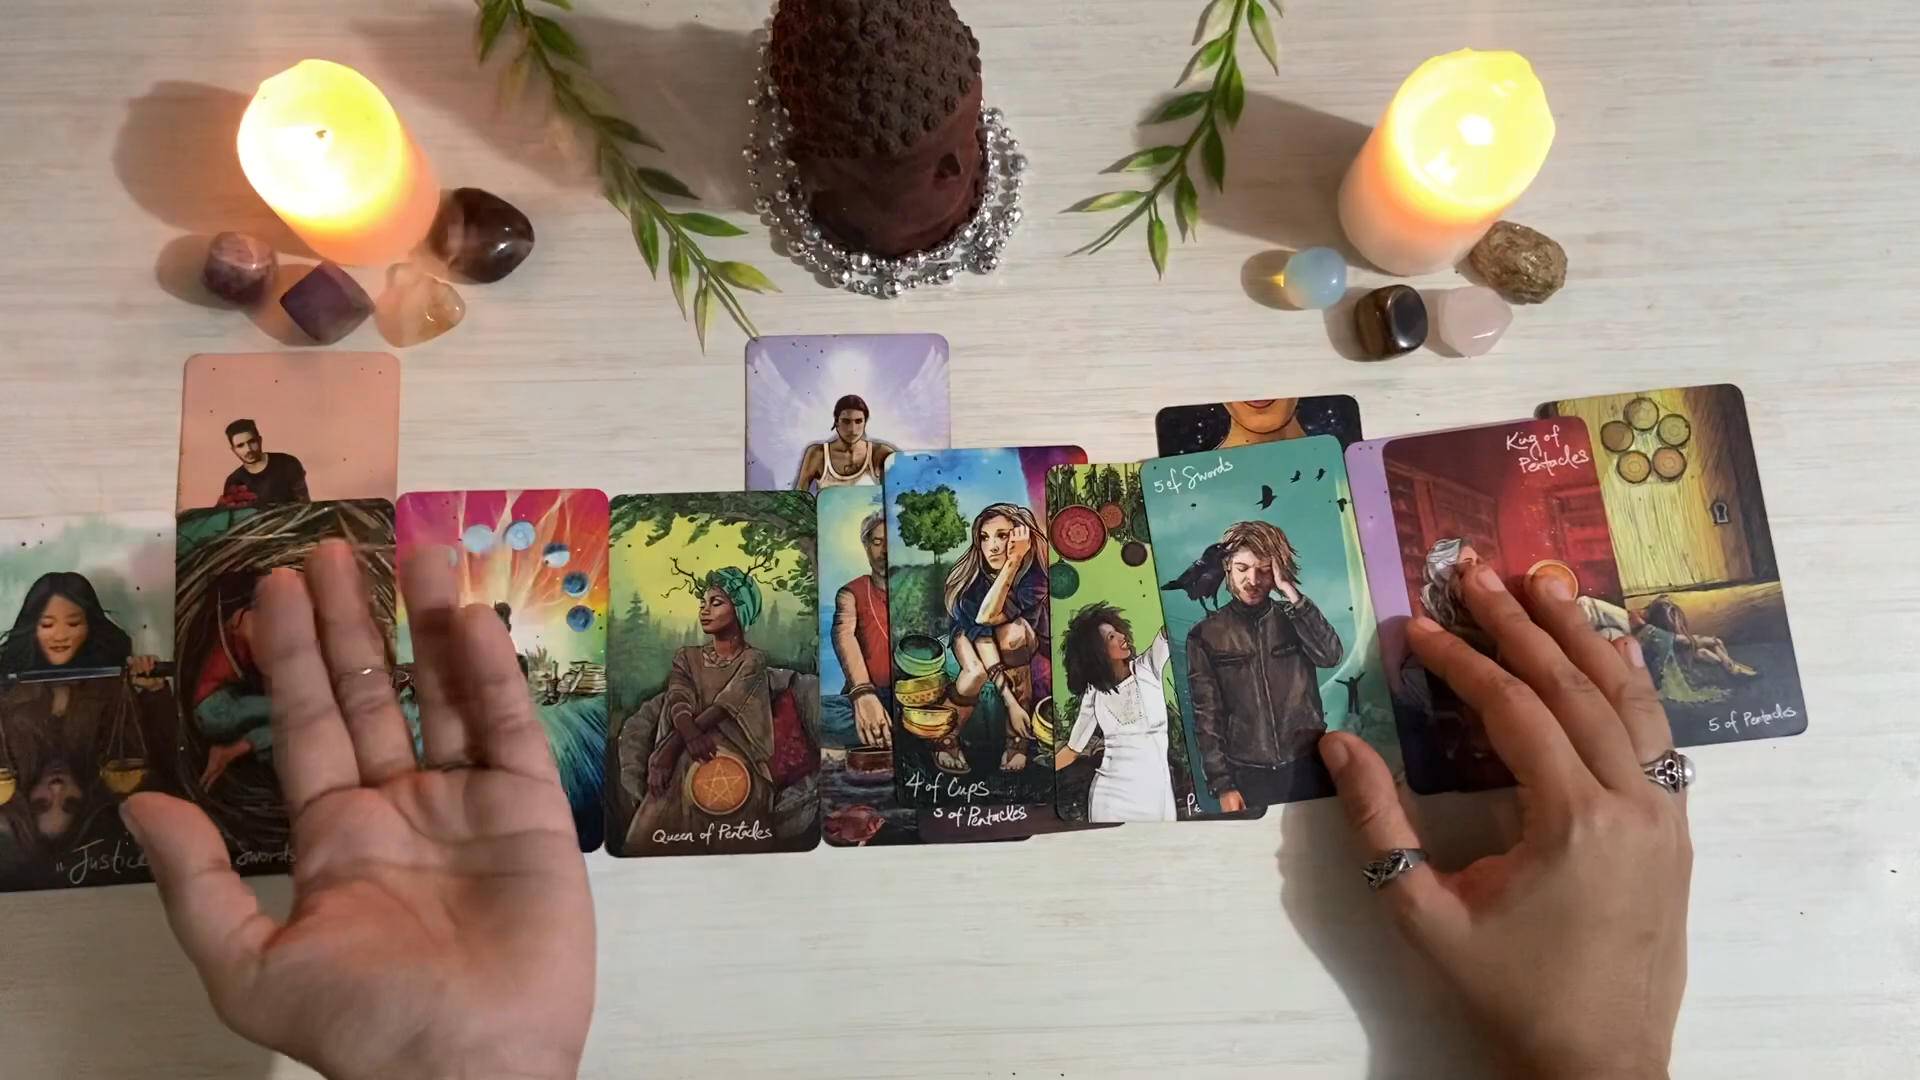 "Justice
Swords
Queen of Pentacles
4 of Cups
5 of Pentacles
5 of Swords
King of
Pentacles
5 of Pentacles